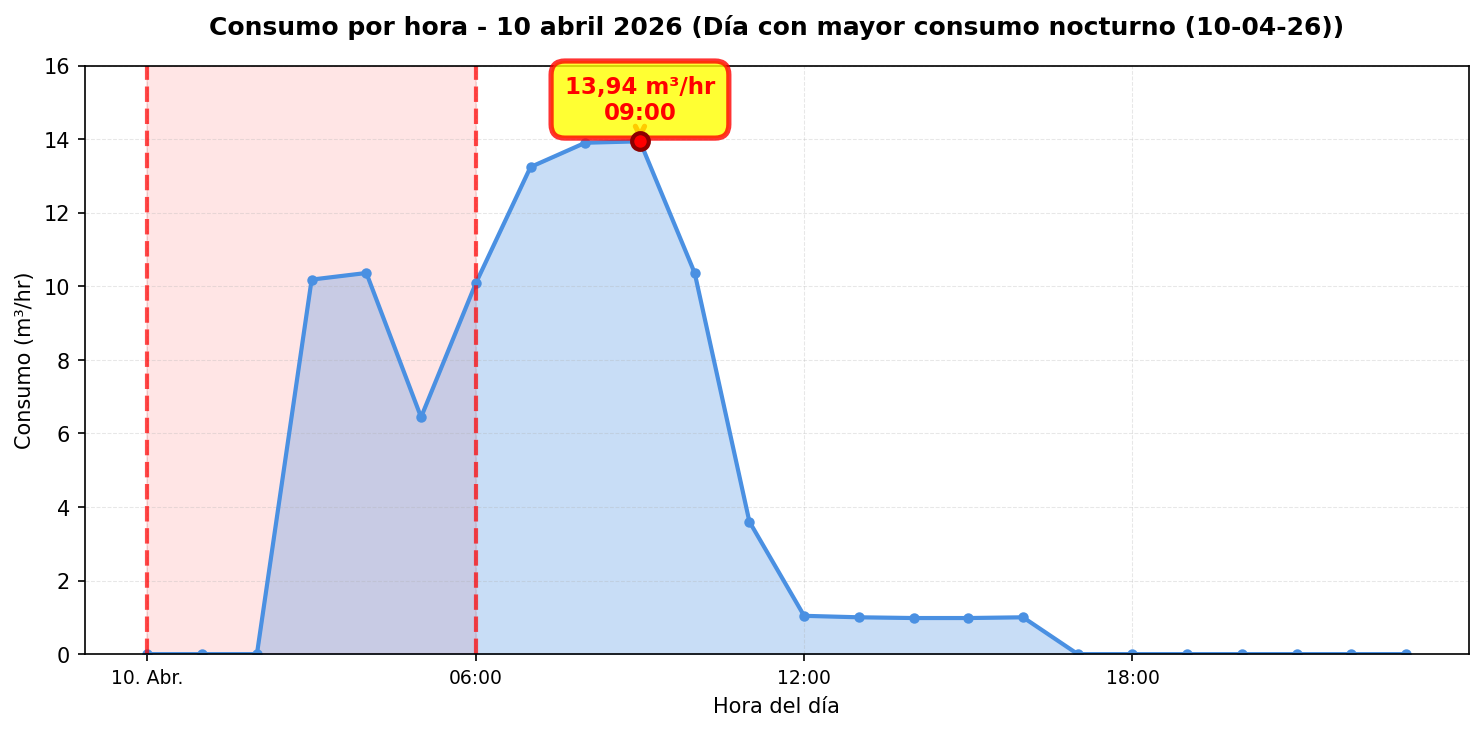 Consumo por hora - 10 abril 2026 (Día con mayor consumo nocturno (10-04-26))
13,94 m³/hr
09:00
Consumo (m³/hr)
16
14
12
10
8
6
4
2
0
10. Abr.
06:00
12:00
18:00
Hora del día